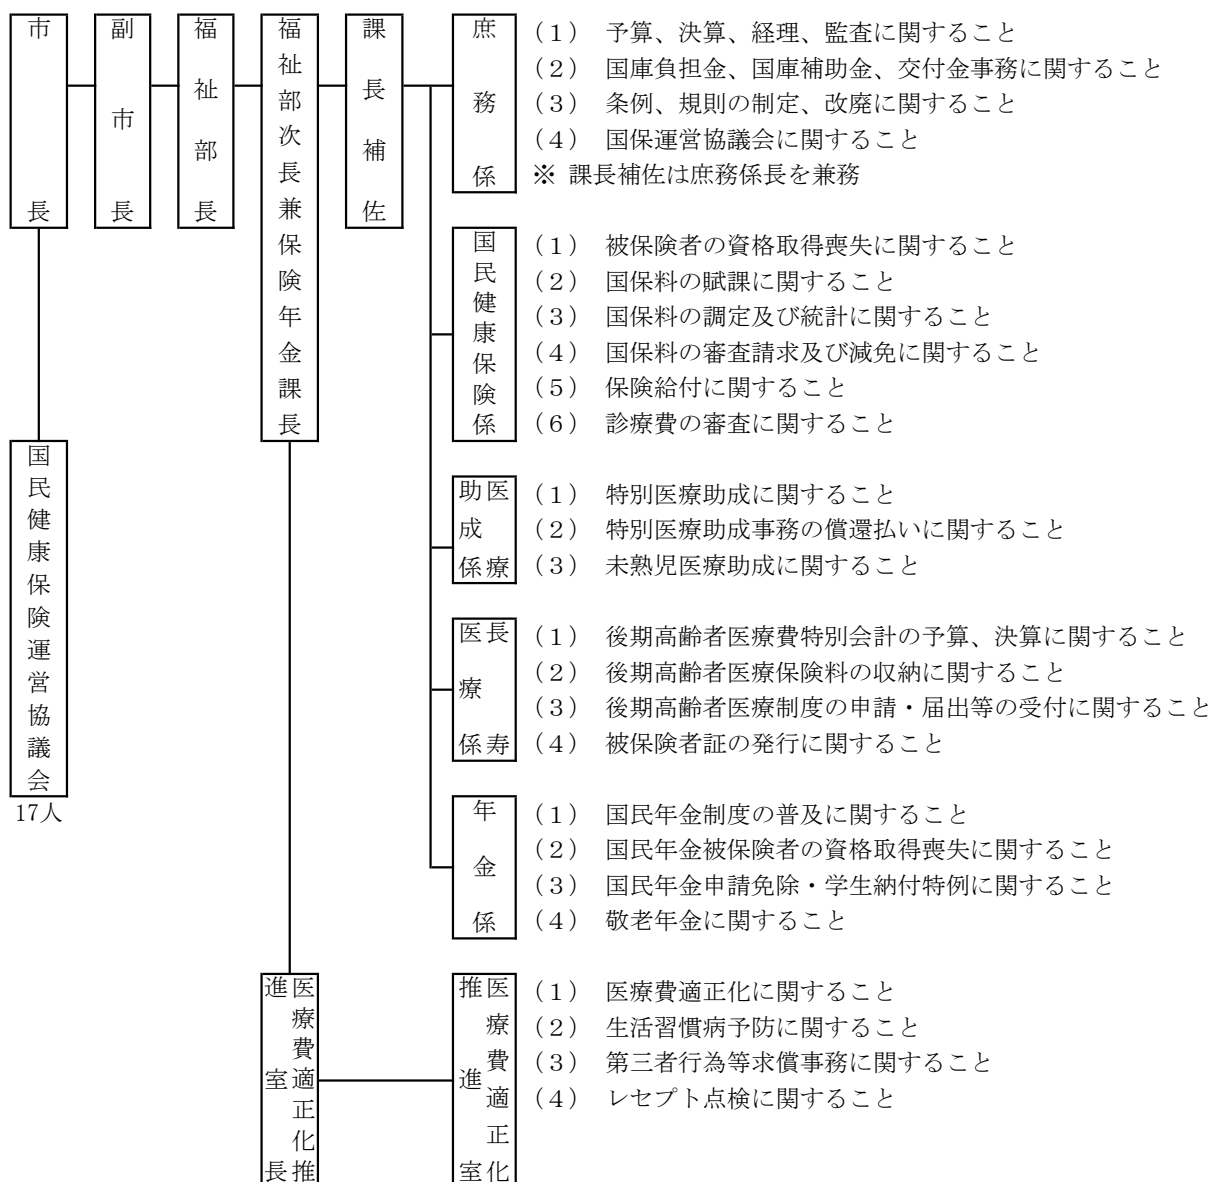 市長
副市長
福祉部長
福祉部次長兼保険年金課長
課長補佐
庶務係
（１） 予算、決算、経理、監査に関すること
（２） 国庫負担金、国庫補助金、交付金事務に関すること
（３） 条例、規則の制定、改廃に関すること
（４） 国保運営協議会に関すること
※ 課長補佐は庶務係長を兼務
国民健康保険係
（１） 被保険者の資格取得喪失に関すること
（２） 国保料の賦課に関すること
（３） 国保料の調定及び統計に関すること
（４） 国保料の審査請求及び減免に関すること
（５） 保険給付に関すること
（６） 診療費の審査に関すること
国民健康保険運営協議会
17人
医療助成係
（１） 特別医療助成に関すること
（２） 特別医療助成事務の償還払いに関すること
（３） 未熟児医療助成に関すること
長寿医療係
（１） 後期高齢者医療費特別会計の予算、決算に関すること
（２） 後期高齢者医療保険料の収納に関すること
（３） 後期高齢者医療制度の申請・届出等の受付に関すること
（４） 被保険者証の発行に関すること
年金係
（１） 国民年金制度の普及に関すること
（２） 国民年金被保険者の資格取得喪失に関すること
（３） 国民年金申請免除・学生納付特例に関すること
（４） 敬老年金に関すること
医療費適正化推進室長
医療費適正化推進室
（１） 医療費適正化に関すること
（２） 生活習慣病予防に関すること
（３） 第三者行為等求償事務に関すること
（４） レセプト点検に関すること